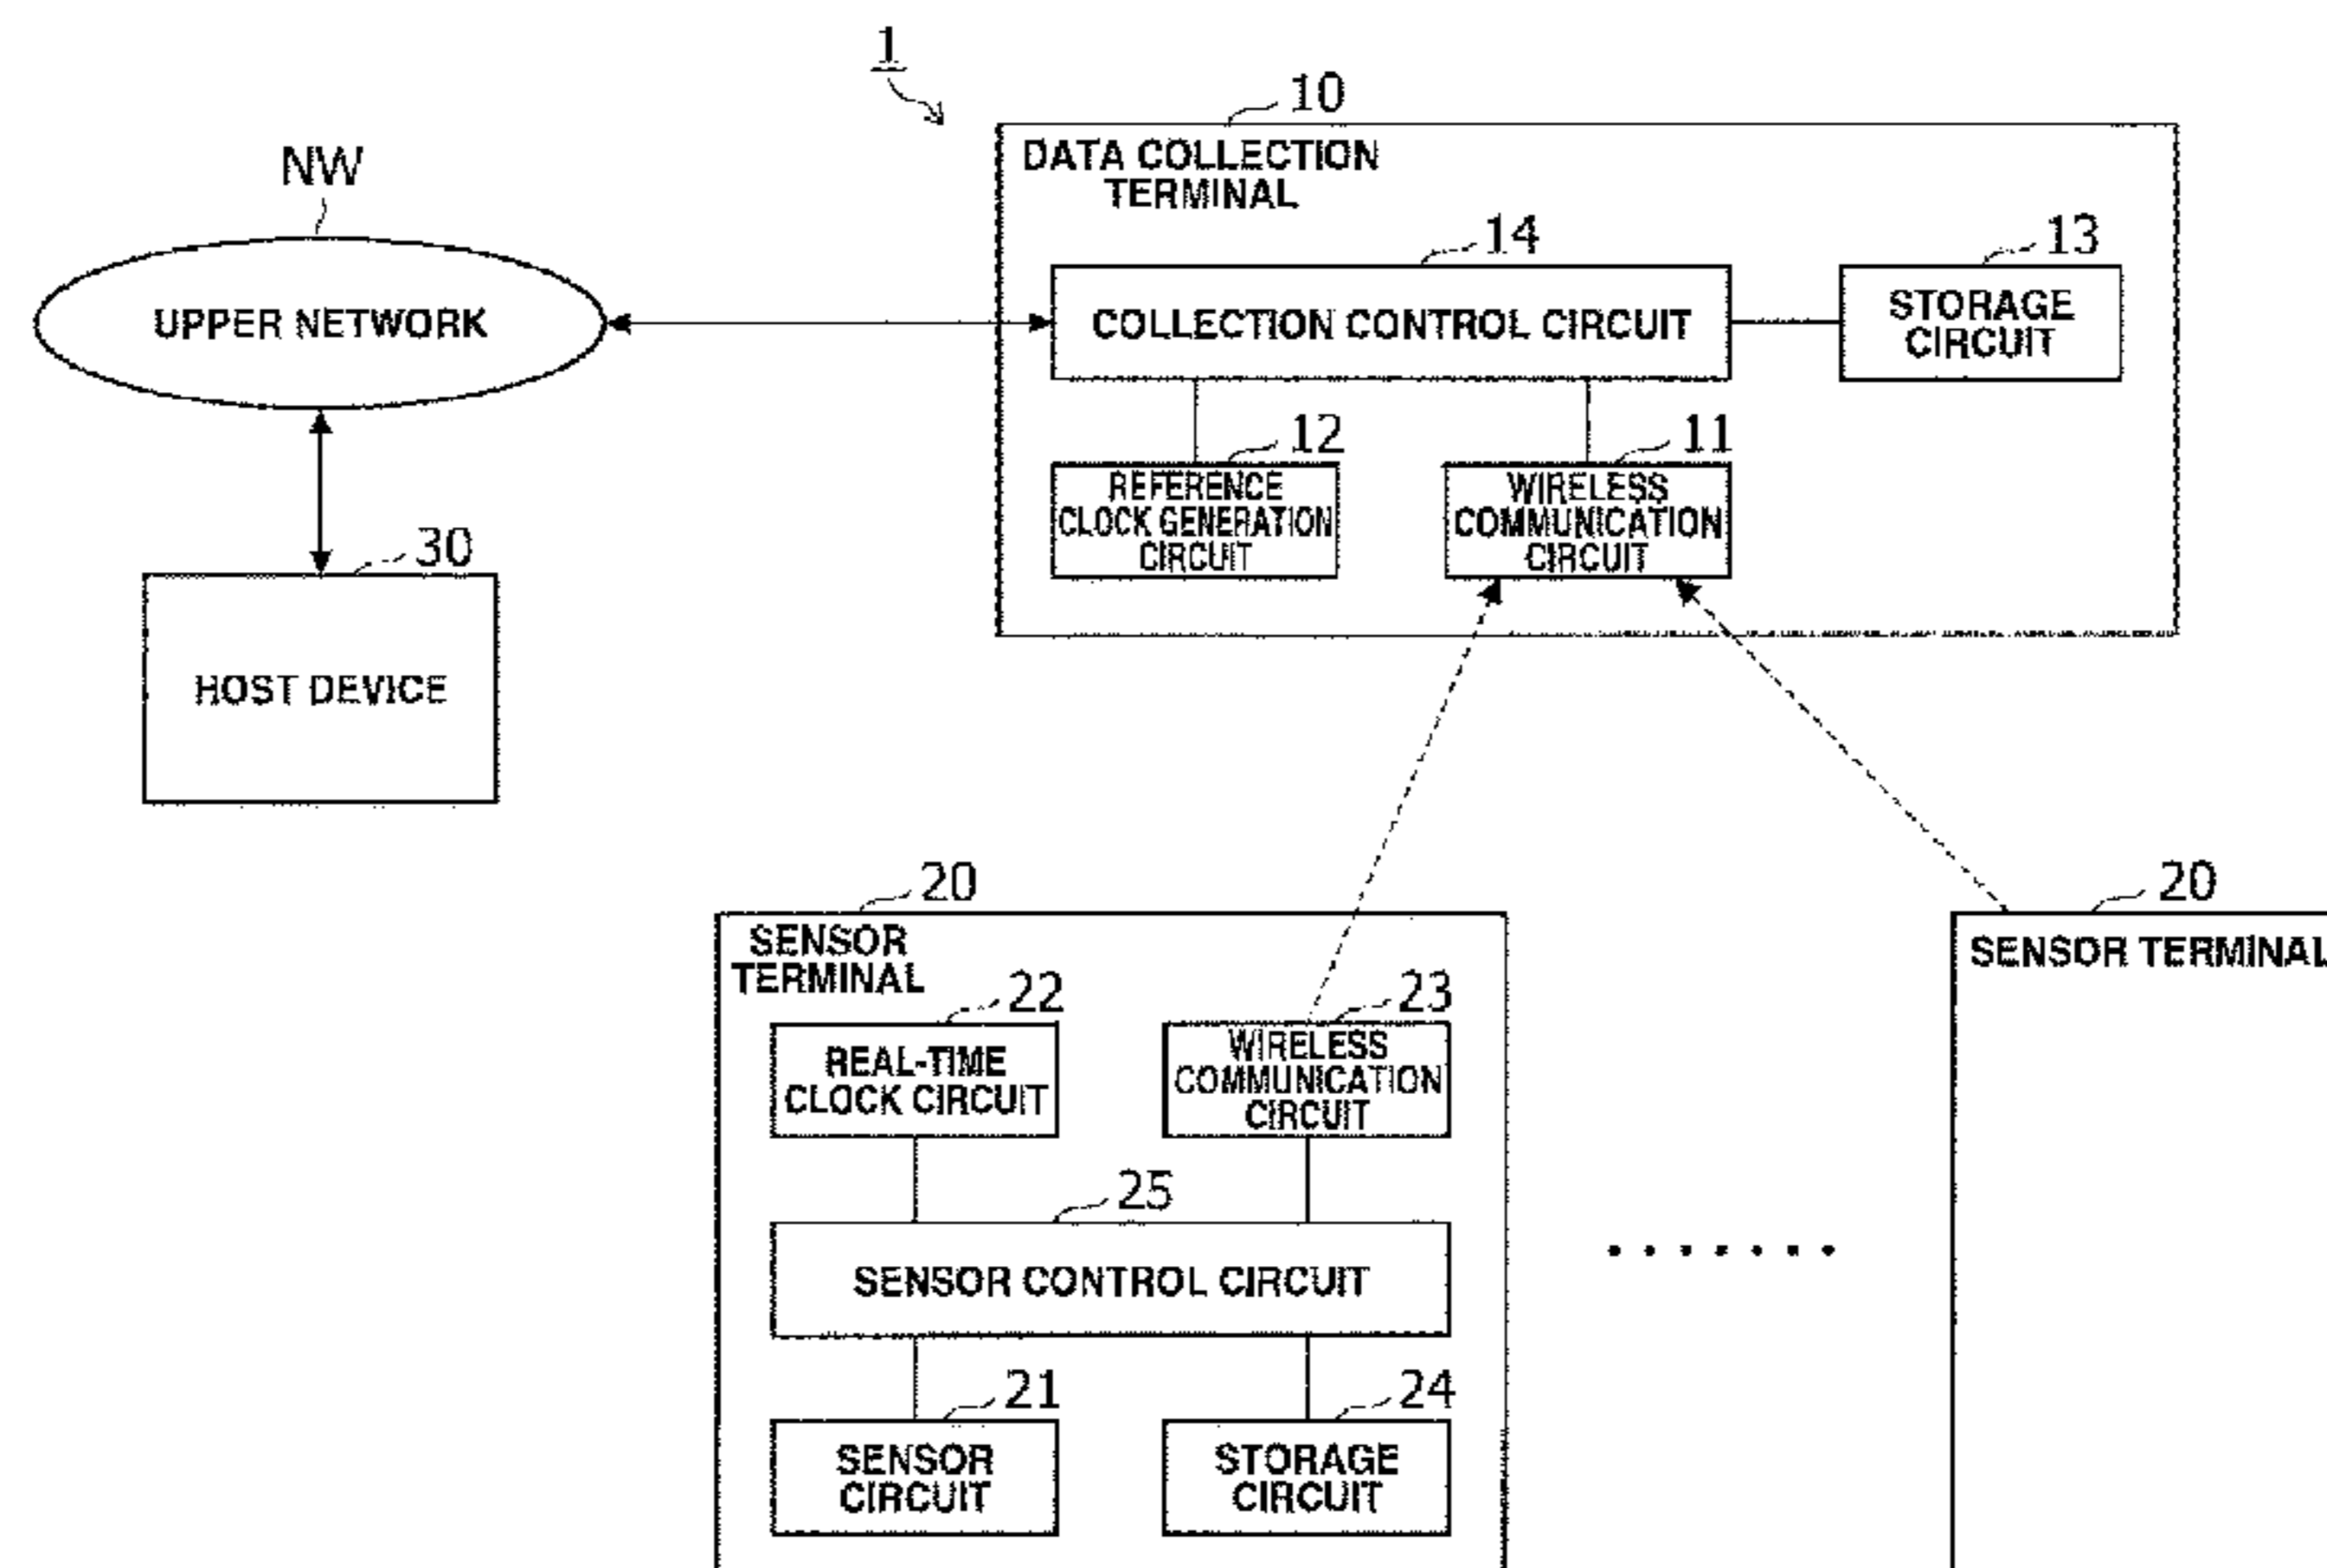 1
10
DATA COLLECTION
TERMINAL
NW
14
13
UPPER NETWORK
COLLECTION CONTROL CIRCUIT
STORAGE
CIRCUIT
12
11
REFERENCE
CLOCK GENERATION
CIRCUIT
WIRELESS
COMMUNICATION
CIRCUIT
30
HOST DEVICE
20
SENSOR
TERMINAL
20
SENSOR TERMINAL
22
23
REAL-TIME
CLOCK CIRCUIT
WIRELESS
COMMUNICATION
CIRCUIT
25
SENSOR CONTROL CIRCUIT
21
24
SENSOR
CIRCUIT
STORAGE
CIRCUIT